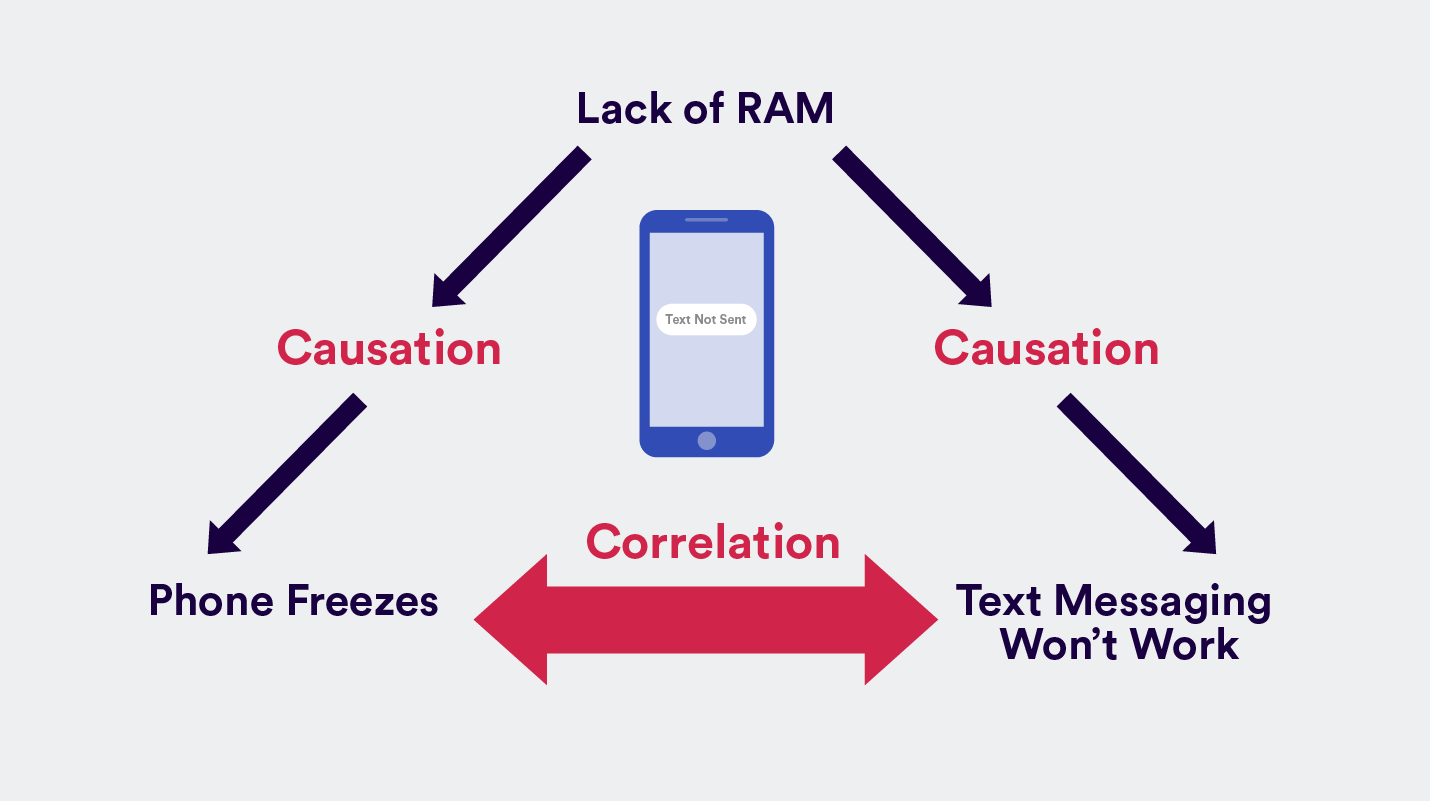 Lack of RAM
Text Not Sent
Causation
Causation
Correlation
Phone Freezes
Text Messaging
Won’t Work